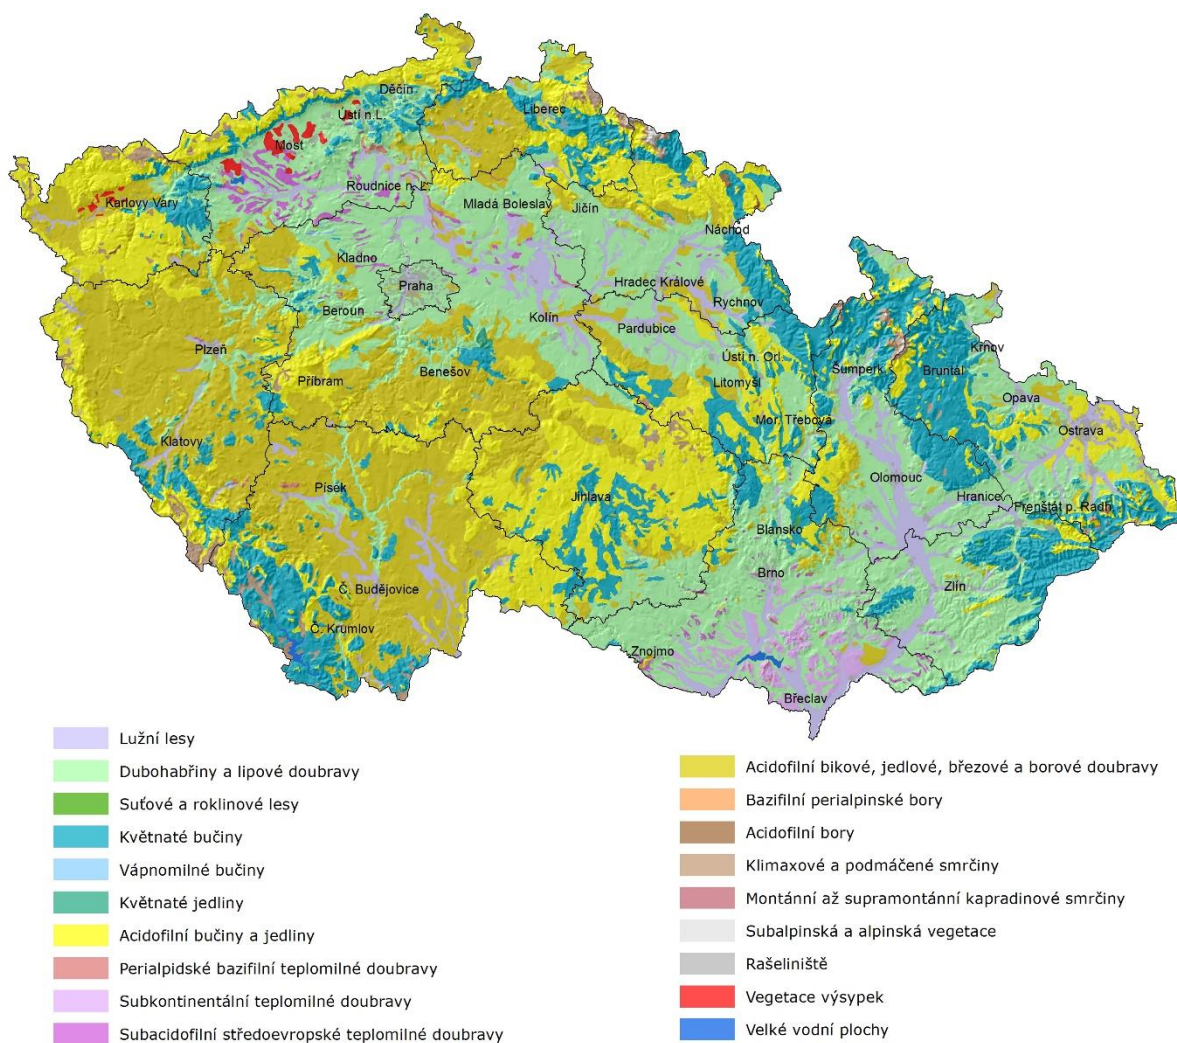 Děčín
Ústí n.L.
Liberec
Most
Karlovy Vary
Roudnice n. L.
Mladá Boleslav
Jičín
Náchod
Kladno
Praha
Hradec Králové
Rychnov
Beroun
Kolín
Pardubice
Plzeň
Ústí n. Orl.
Krnov
Příbram
Benešov
Litomyšl
Šumperk
Bruntál
Opava
Mor. Třebová
Ostrava
Klatovy
Písek
Jihlava
Olomouc
Hranice
Frenštát p. Radh.
Blansko
Brno
Č. Budějovice
Zlín
Č. Krumlov
Znojmo
Břeclav
Lužní lesy
Dubohabřiny a lipové doubravy
Suťové a roklinové lesy
Květnaté bučiny
Vápnomilné bučiny
Květnaté jedliny
Acidofilní bučiny a jedliny
Perialpidské bazifilní teplomilné doubravy
Subkontinentální teplomilné doubravy
Subacidofilní středoevropské teplomilné doubravy
Acidofilní bikové, jedlové, březové a borové doubravy
Bazifilní perialpinské bory
Acidofilní bory
Klimaxové a podmáčené smrčiny
Montánní až supramontánní kapradinové smrčiny
Subalpinská a alpinská vegetace
Rašeliniště
Vegetace výsypek
Velké vodní plochy